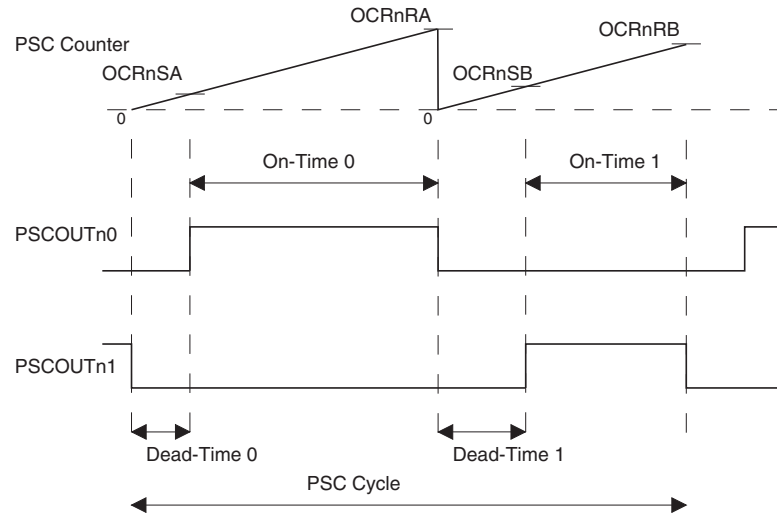 OCRnRA
OCRnRB
PSC Counter
OCRnSA
OCRnSB
0
0
On-Time 0
On-Time 1
PSCOUTn0
PSCOUTn1
Dead-Time 0
Dead-Time 1
PSC Cycle